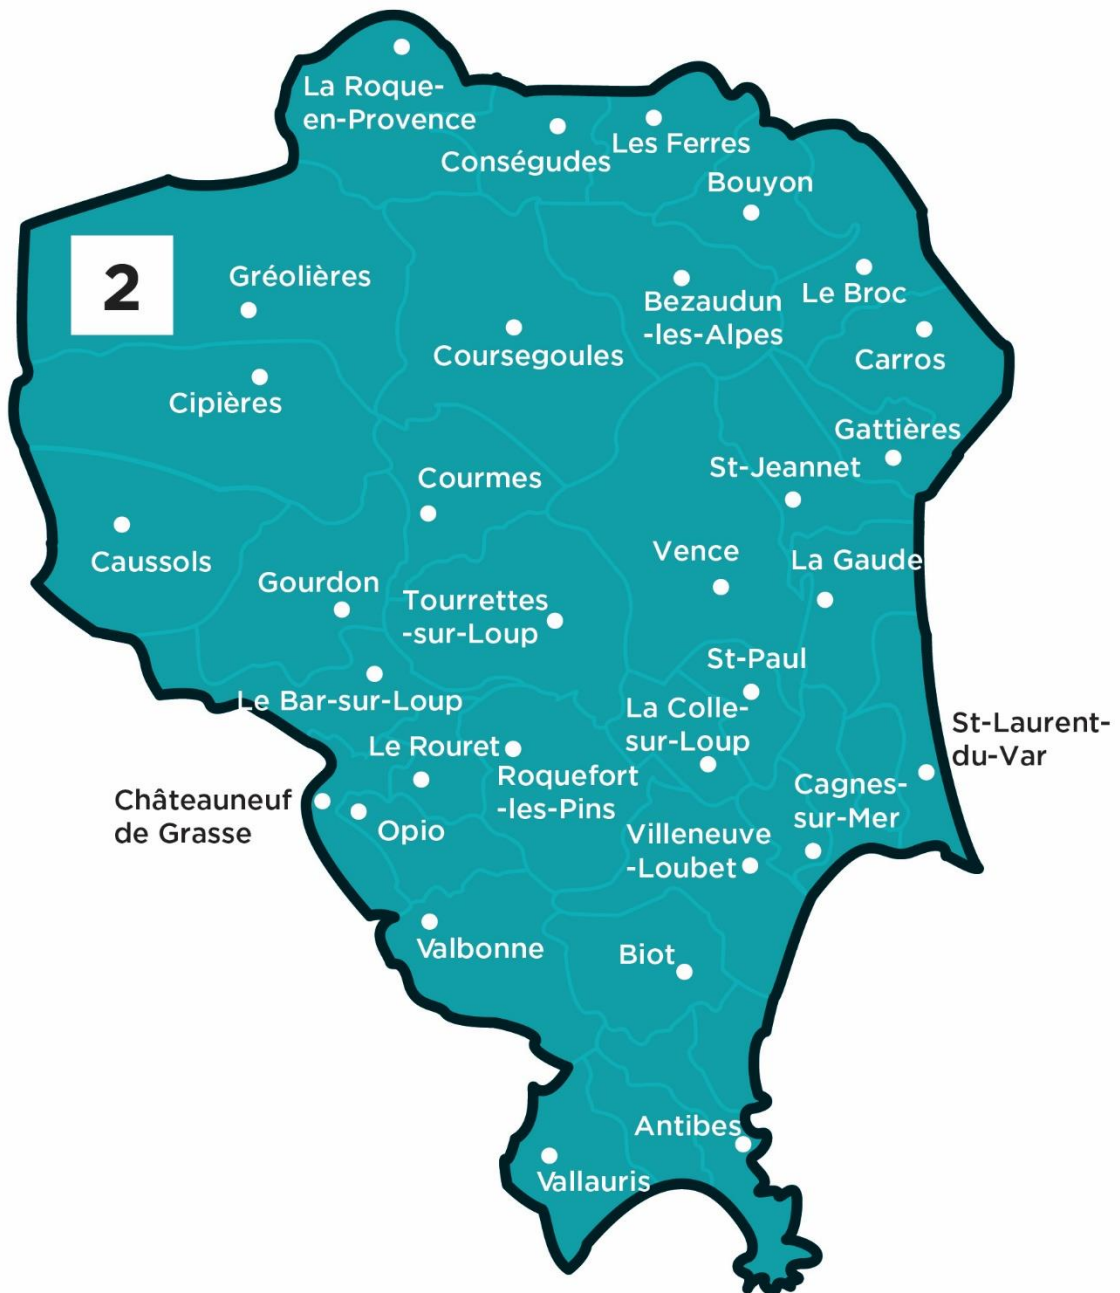 La Roque-
en-Provence
Conségudes
Les Ferres
Bouyon
2
Gréolières
Bezaudun
-les-Alpes
Le Broc
Coursegoules
Carros
Cipières
Gattières
St-Jeannet
Courmes
Caussols
Vence
La Gaude
Gourdon
Tourrettes
-sur-Loup
St-Paul
Le Bar-sur-Loup
La Colle-
sur-Loup
St-Laurent-
du-Var
Le Rouret
Roquefort
-les-Pins
Cagnes-
sur-Mer
Châteauneuf
de Grasse
Opio
Villeneuve
-Loubet
Valbonne
Biot
Antibes
Vallauris